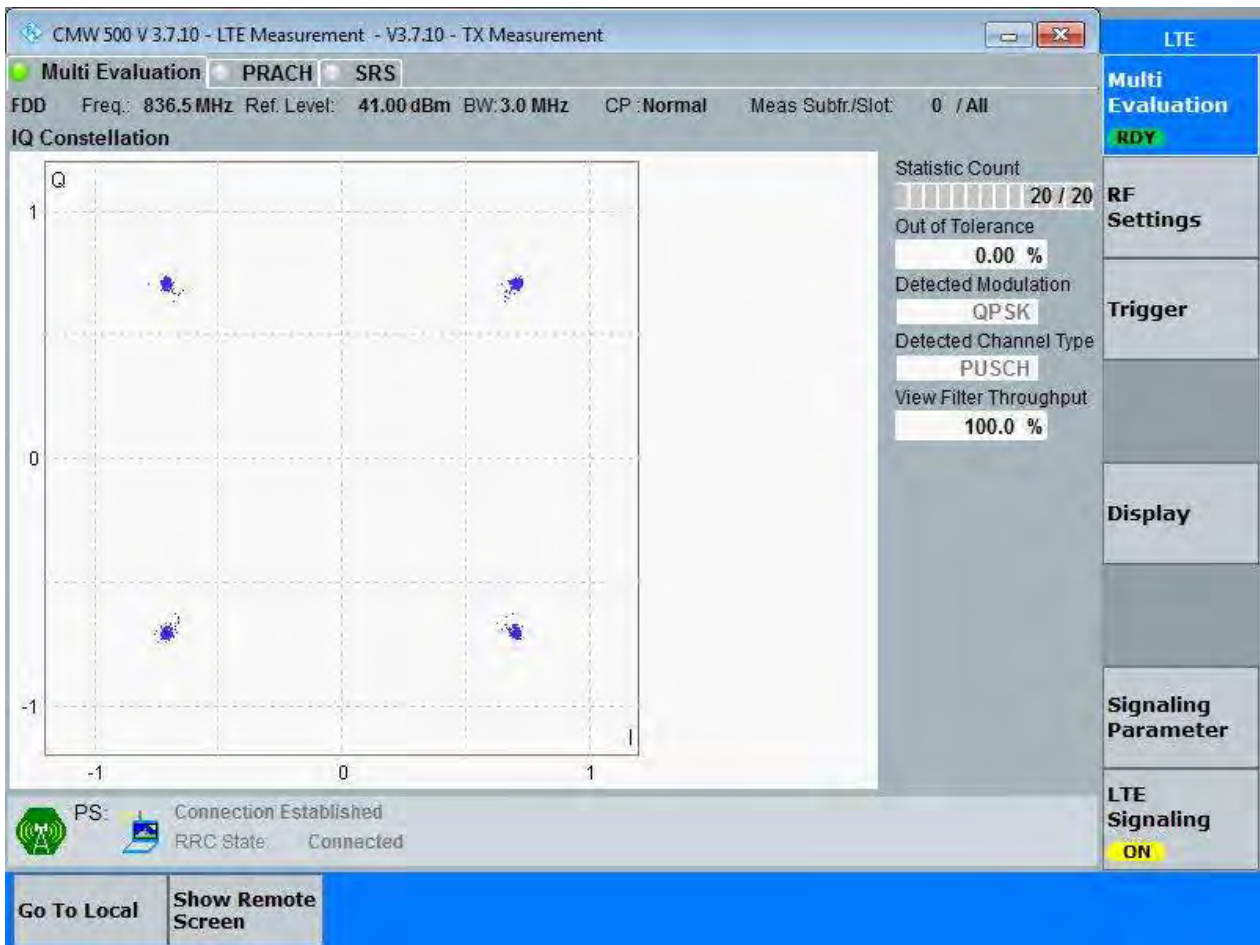 CMW 500 V 3.7.10 - LTE Measurement - V3.7.10 - TX Measurement
LTE
Multi Evaluation PRACH SRS
FDD Freq.: 836.5 MHz Ref. Level: 41.00 dBm BW: 3.0 MHz CP : Normal Meas Subfr./Slot: 0 / All
IQ Constellation
Q
1
0
-1
I
-1 0 1
Statistic Count
20 / 20
Out of Tolerance
0.00 %
Detected Modulation
QPSK
Detected Channel Type
PUSCH
View Filter Throughput
100.0 %
Multi
Evaluation
RDY
RF
Settings
Trigger
Display
Signaling
Parameter
LTE
Signaling
ON
PS: Connection Established
RRC State: Connected
Go To Local
Show Remote
Screen